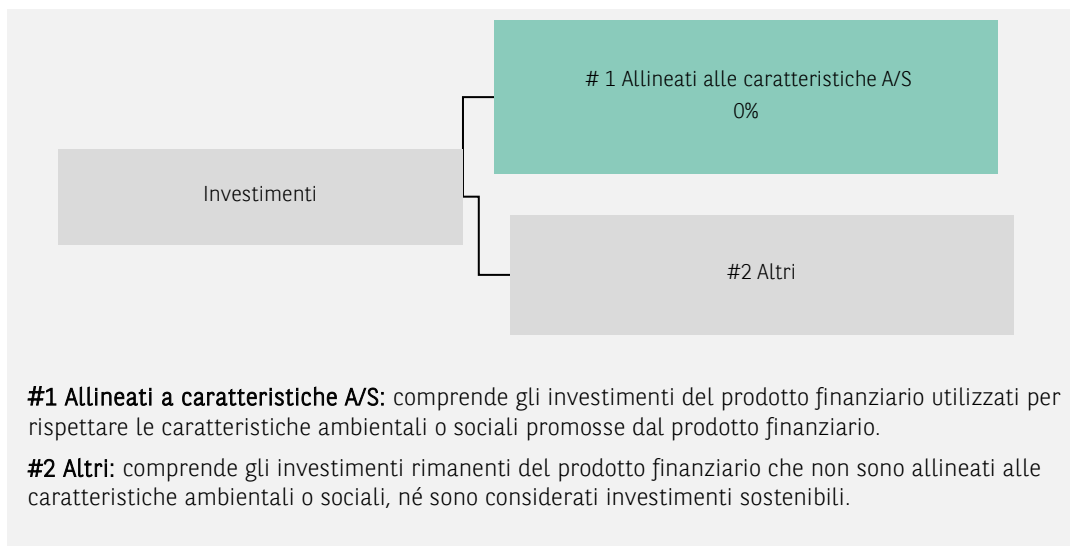 # 1 Allineati alle caratteristiche A/S
0%
Investimenti
#2 Altri
#1 Allineati a caratteristiche A/S: comprende gli investimenti del prodotto finanziario utilizzati per
rispettare le caratteristiche ambientali o sociali promosse dal prodotto finanziario.
#2 Altri: comprende gli investimenti rimanenti del prodotto finanziario che non sono allineati alle
caratteristiche ambientali o sociali, né sono considerati investimenti sostenibili.